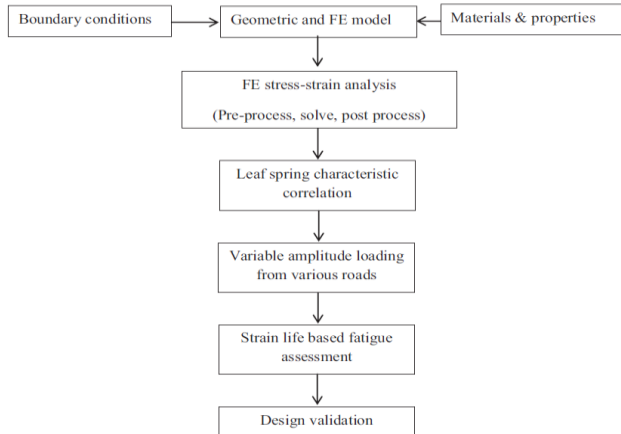 Boundary conditions
Geometric and FE model
Materials & properties
FE stress-strain analysis
(Pre-process, solve, post process)
Leaf spring characteristic
correlation
Variable amplitude loading
from various roads
Strain life based fatigue
assessment
Design validation